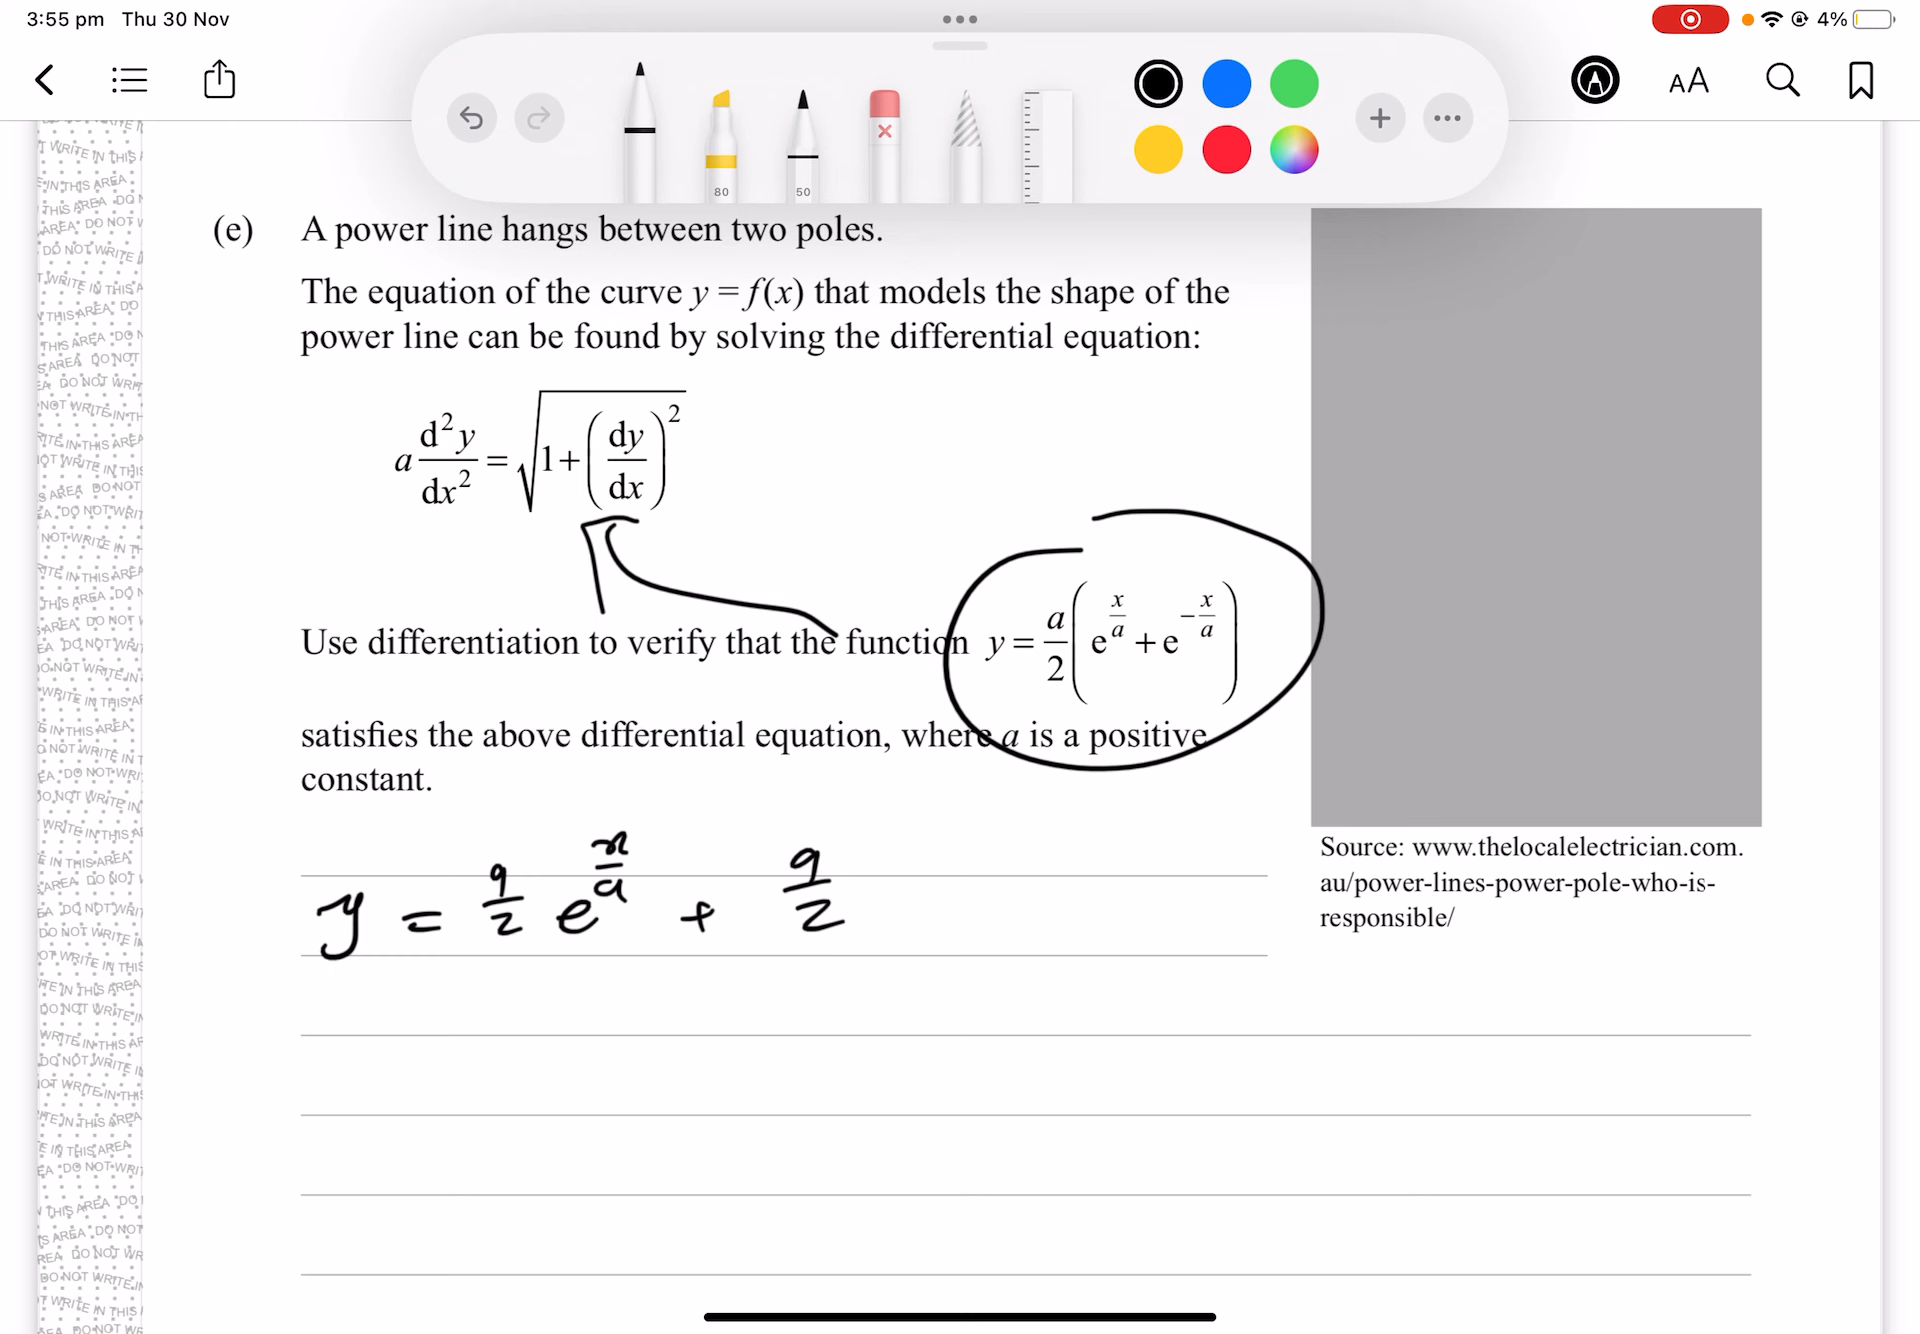 3:55 pm Thu 30 Nov
4%
AA
80 50
(e) A power line hangs between two poles.
The equation of the curve y = f(x) that models the shape of the
power line can be found by solving the differential equation:
a d²y/dx² = √(1+(dy/dx)²)
Use differentiation to verify that the function y = a/2 (e^(x/a) + e^(−x/a))
satisfies the above differential equation, where a is a positive
constant.
y = a/2 e^(x/a) + a/2
Source: www.thelocalelectrician.com.
au/power-lines-power-pole-who-is-
responsible/